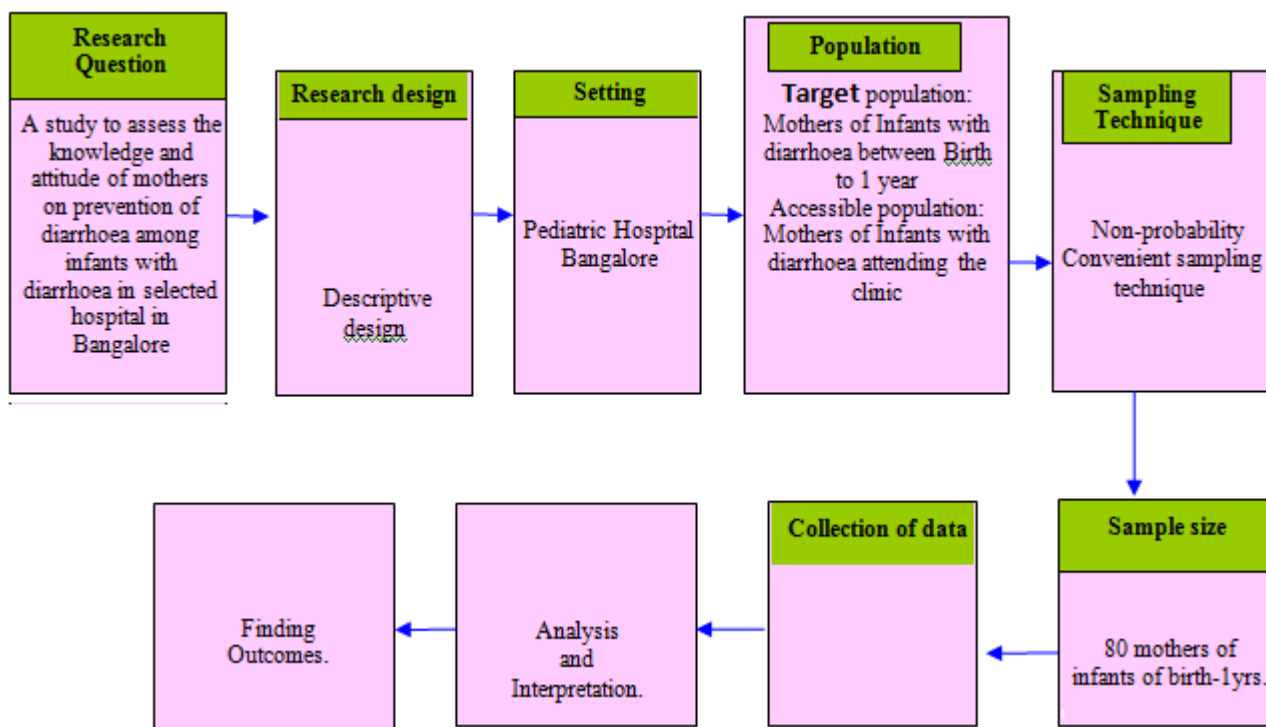 Research
Question
A study to assess the
knowledge and
attitude of mothers
on prevention of
diarrhoea among
infants with
diarrhoea in selected
hospital in
Bangalore
Research design
Descriptive
design
Setting
Pediatric Hospital
Bangalore
Population
Target population:
Mothers of Infants with
diarrhoea between Birth
to 1 year
Accessible population:
Mothers of Infants with
diarrhoea attending the
clinic
Sampling
Technique
Non-probability
Convenient sampling
technique
Sample size
80 mothers of
infants of birth-1yrs.
Collection of data
Analysis
and
Interpretation.
Finding
Outcomes.